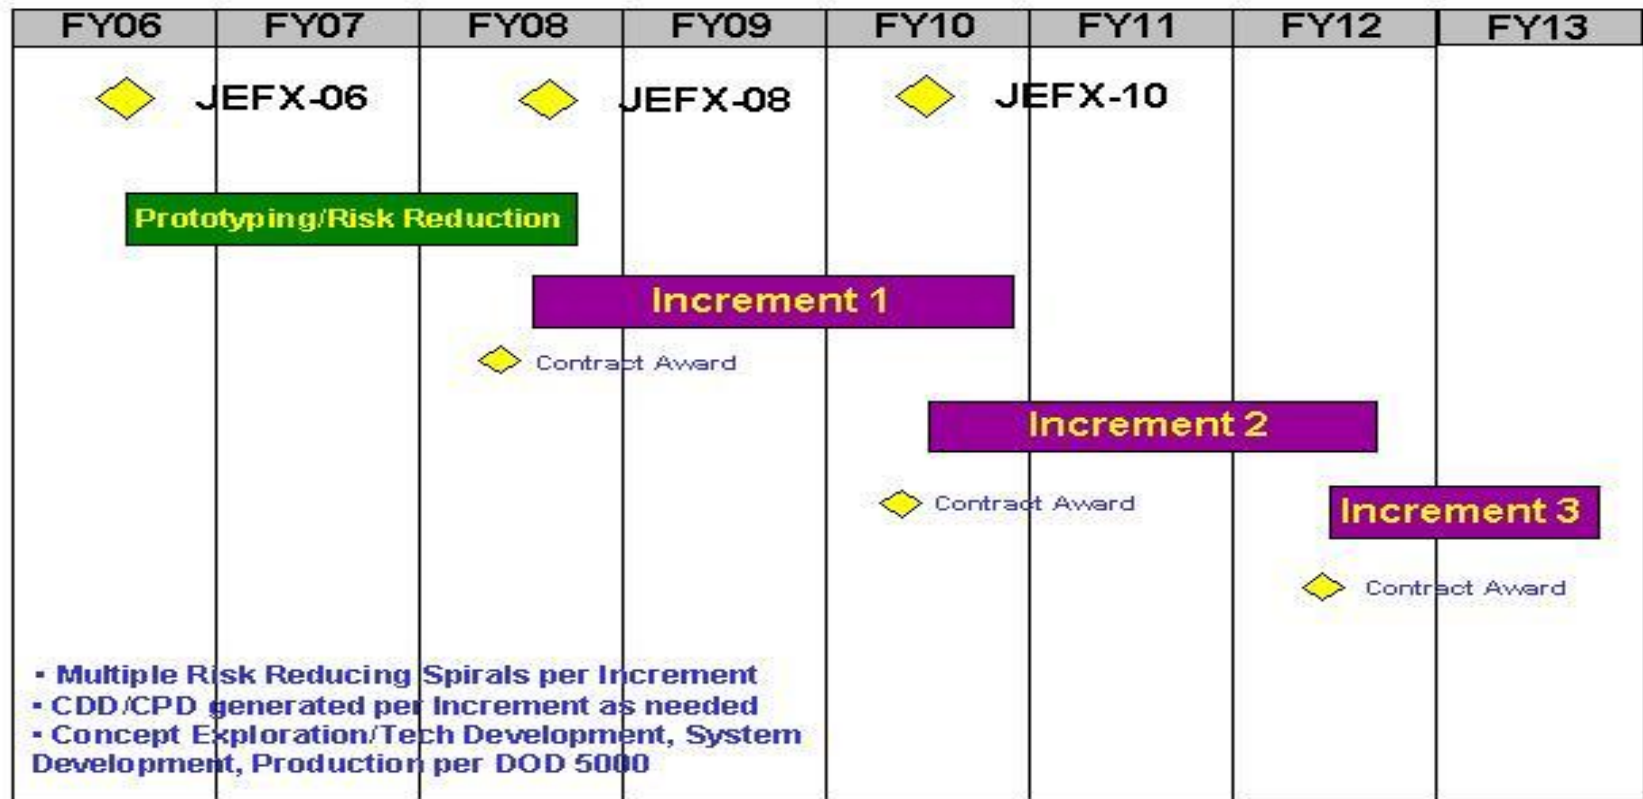 FY06 FY07 FY08 FY09 FY10 FY11 FY12 FY13
JEFX-06 JEFX-08 JEFX-10
Prototyping/Risk Reduction
Increment 1
Contract Award
Increment 2
Contract Award
Increment 3
Contract Award
▪ Multiple Risk Reducing Spirals per Increment
▪ CDD/CPD generated per Increment as needed
▪ Concept Exploration/Tech Development, System
Development, Production per DOD 5000